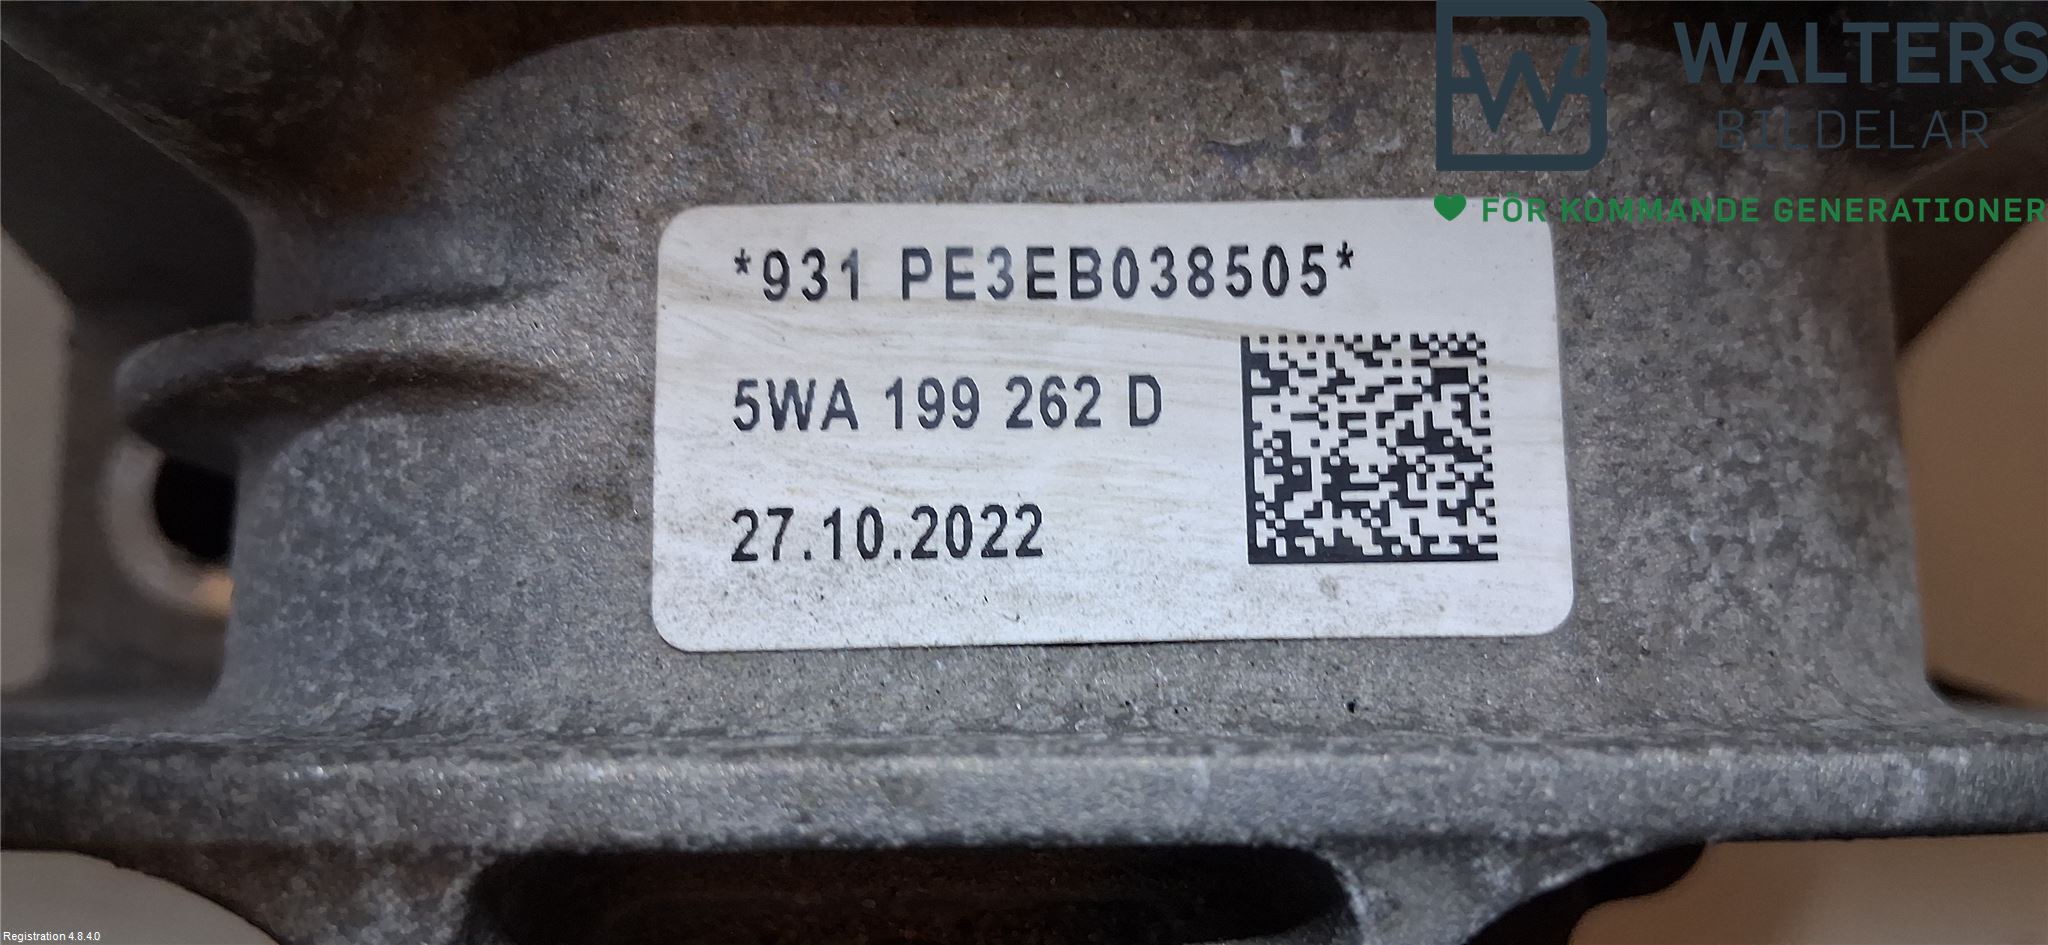 WALTERS
BILDELAR
FÖR KOMMANDE GENERATIONER
*931 PE3EB038505*
5WA 199 262 D
27.10.2022
Registration 4.8.4.0